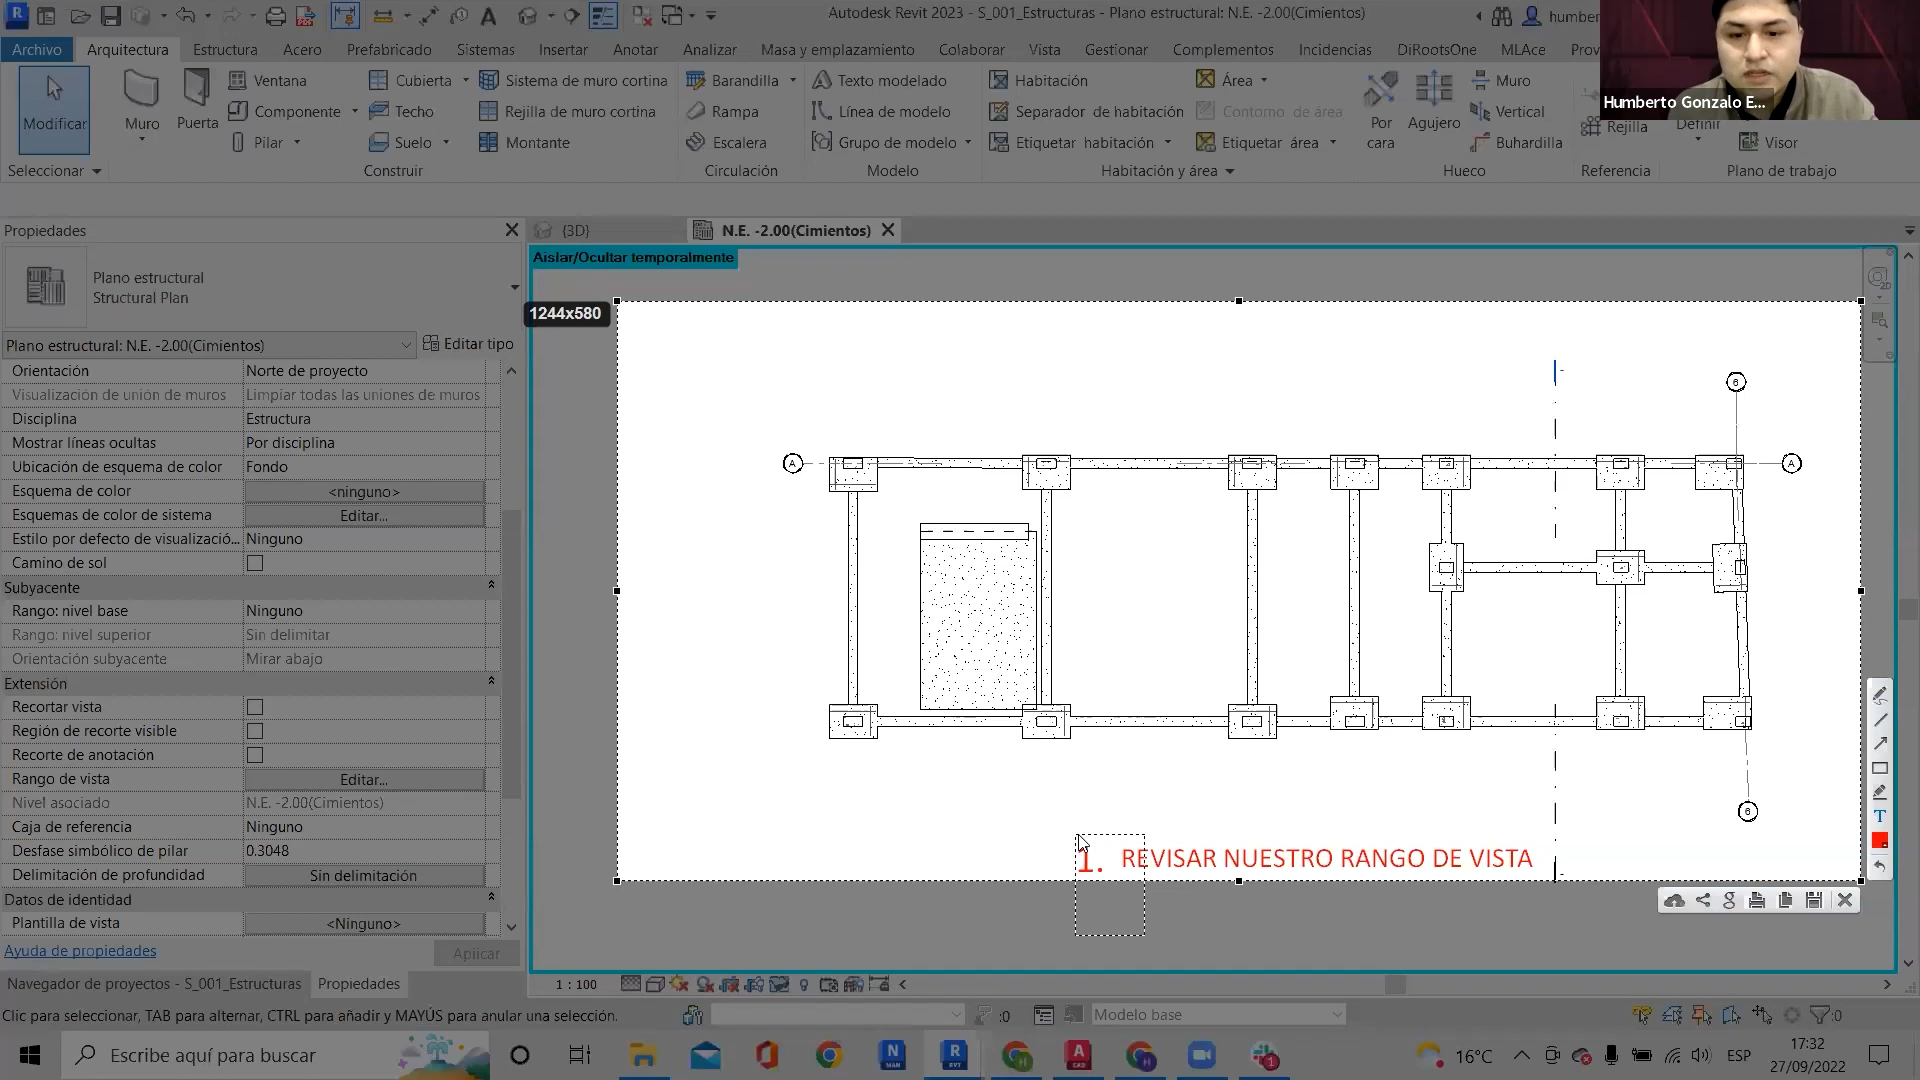 Autodesk Revit 2023 - S_001_Estructuras - Plano estructural: N.E. -2.00(Cimientos)
humber
Archivo Arquitectura Estructura Acero Prefabricado Sistemas Insertar Anotar Analizar Masa y emplazamiento Colaborar Vista Gestionar Complementos Incidencias DiRootsOne MLAce
Modificar
Muro
Puerta
Ventana
Componente
Pilar
Cubierta
Techo
Suelo
Sistema de muro cortina
Rejilla de muro cortina
Montante
Barandilla
Rampa
Escalera
Texto modelado
Línea de modelo
Grupo de modelo
Habitación
Separador de habitación
Etiquetar habitación
Área
Contorno de área
Etiquetar área
Por cara
Agujero
Muro
Vertical
Buhardilla
Definir
Rejilla
Visor
Humberto Gonzalo E...
Seleccionar
Construir
Circulación
Modelo
Habitación y área
Hueco
Referencia
Plano de trabajo
Propiedades
{3D}
N.E. -2.00(Cimientos)
Plano estructural
Structural Plan
Plano estructural: N.E. -2.00(Cimientos)
Editar tipo
Orientación Norte de proyecto
Visualización de unión de muros Limpiar todas las uniones de muros
Disciplina Estructura
Mostrar líneas ocultas Por disciplina
Ubicación de esquema de color Fondo
Esquema de color <ninguno>
Esquemas de color de sistema Editar...
Estilo por defecto de visualizació... Ninguno
Camino de sol
Subyacente
Rango: nivel base Ninguno
Rango: nivel superior Sin delimitar
Orientación subyacente Mirar abajo
Extensión
Recortar vista
Región de recorte visible
Recorte de anotación
Rango de vista Editar...
Nivel asociado N.E. -2.00(Cimientos)
Caja de referencia Ninguno
Desfase simbólico de pilar 0.3048
Delimitación de profundidad Sin delimitación
Datos de identidad
Plantilla de vista <Ninguno>
Ayuda de propiedades
Aplicar
Navegador de proyectos - S_001_Estructuras
Propiedades
Aislar/Ocultar temporalmente
1244x580
6
A
A
6
1. REVISAR NUESTRO RANGO DE VISTA
1 : 100
Clic para seleccionar, TAB para alternar, CTRL para añadir y MAYÚS para anular una selección.
:0
Modelo base
:0
Escribe aquí para buscar
16°C
ESP
17:32
27/09/2022